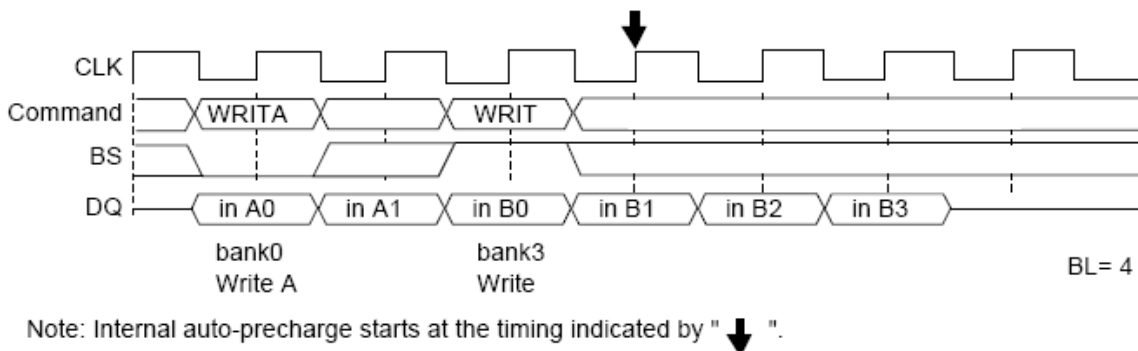 CLK
Command WRITA WRIT
BS
DQ in A0 in A1 in B0 in B1 in B2 in B3
bank0 bank3
Write A Write
BL= 4
Note: Internal auto-precharge starts at the timing indicated by " ".